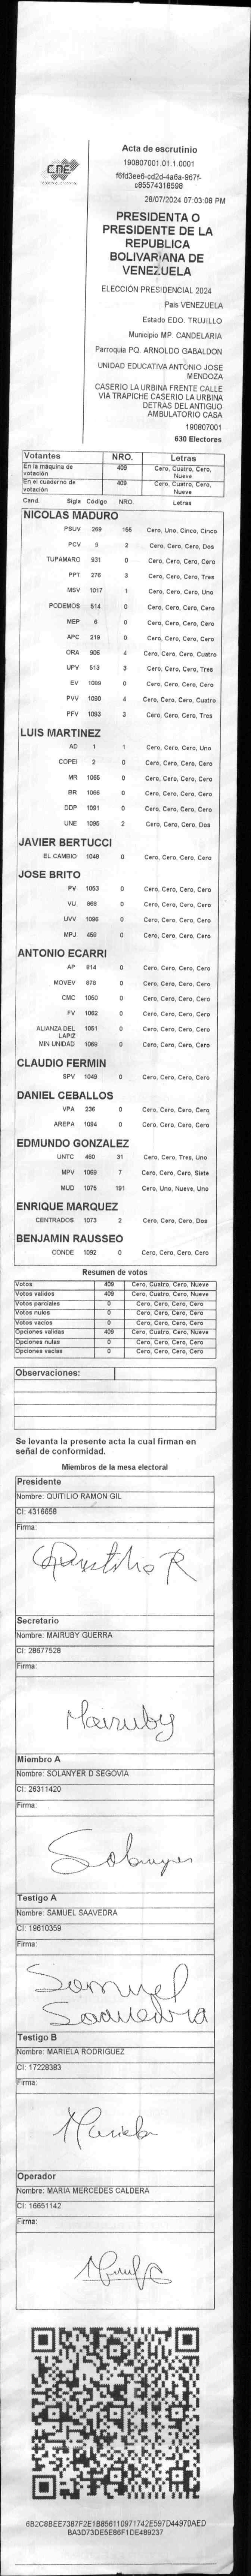 CNE
Acta de escrutinio
190807001.01.1.0001
f6fd3ee6-cd2d-4a6a-967f-
c85574318598
28/07/2024 07:03:08 PM
PRESIDENTA O
PRESIDENTE DE LA
REPUBLICA
BOLIVARIANA DE
VENEZUELA
ELECCIÓN PRESIDENCIAL 2024
Pais VENEZUELA
Estado EDO. TRUJILLO
Municipio MP. CANDELARIA
Parroquia PQ. ARNOLDO GABALDON
UNIDAD EDUCATIVA ANTONIO JOSE
MENDOZA
CASERIO LA URBINA FRENTE CALLE
VIA TRAPICHE CASERIO LA URBINA
DETRAS DEL ANTIGUO
AMBULATORIO CASA
190807001
630 Electores
Votantes NRO. Letras
En la máquina de votación 409 Cero, Cuatro, Cero, Nueve
En el cuaderno de votación 409 Cero, Cuatro, Cero, Nueve
Cand. Sigla Código NRO. Letras
NICOLAS MADURO
PSUV 269 155 Cero, Uno, Cinco, Cinco
PCV 9 2 Cero, Cero, Cero, Dos
TUPAMARO 931 0 Cero, Cero, Cero, Cero
PPT 276 3 Cero, Cero, Cero, Tres
MSV 1017 1 Cero, Cero, Cero, Uno
PODEMOS 514 0 Cero, Cero, Cero, Cero
MEP 6 0 Cero, Cero, Cero, Cero
APC 219 0 Cero, Cero, Cero, Cero
ORA 906 4 Cero, Cero, Cero, Cuatro
UPV 513 3 Cero, Cero, Cero, Tres
EV 1089 0 Cero, Cero, Cero, Cero
PVV 1090 4 Cero, Cero, Cero, Cuatro
PFV 1093 3 Cero, Cero, Cero, Tres
LUIS MARTINEZ
AD 1 1 Cero, Cero, Cero, Uno
COPEI 2 0 Cero, Cero, Cero, Cero
MR 1065 0 Cero, Cero, Cero, Cero
BR 1066 0 Cero, Cero, Cero, Cero
DDP 1091 0 Cero, Cero, Cero, Cero
UNE 1095 2 Cero, Cero, Cero, Dos
JAVIER BERTUCCI
EL CAMBIO 1048 0 Cero, Cero, Cero, Cero
JOSE BRITO
PV 1053 0 Cero, Cero, Cero, Cero
VU 868 0 Cero, Cero, Cero, Cero
UVV 1096 0 Cero, Cero, Cero, Cero
MPJ 459 0 Cero, Cero, Cero, Cero
ANTONIO ECARRI
AP 814 0 Cero, Cero, Cero, Cero
MOVEV 878 0 Cero, Cero, Cero, Cero
CMC 1050 0 Cero, Cero, Cero, Cero
FV 1062 0 Cero, Cero, Cero, Cero
ALIANZA DEL LAPIZ 1051 0 Cero, Cero, Cero, Cero
MIN UNIDAD 1068 0 Cero, Cero, Cero, Cero
CLAUDIO FERMIN
SPV 1049 0 Cero, Cero, Cero, Cero
DANIEL CEBALLOS
VPA 236 0 Cero, Cero, Cero, Cero
AREPA 1094 0 Cero, Cero, Cero, Cero
EDMUNDO GONZALEZ
UNTC 460 31 Cero, Cero, Tres, Uno
MPV 1069 7 Cero, Cero, Cero, Siete
MUD 1075 191 Cero, Uno, Nueve, Uno
ENRIQUE MARQUEZ
CENTRADOS 1073 2 Cero, Cero, Cero, Dos
BENJAMIN RAUSSEO
CONDE 1092 0 Cero, Cero, Cero, Cero
Resumen de votos
Votos 409 Cero, Cuatro, Cero, Nueve
Votos validos 409 Cero, Cuatro, Cero, Nueve
Votos parciales 0 Cero, Cero, Cero, Cero
Votos nulos 0 Cero, Cero, Cero, Cero
Votos vacios 0 Cero, Cero, Cero, Cero
Opciones validas 409 Cero, Cuatro, Cero, Nueve
Opciones nulas 0 Cero, Cero, Cero, Cero
Opciones vacias 0 Cero, Cero, Cero, Cero
Observaciones:
Se levanta la presente acta la cual firman en
señal de conformidad.
Miembros de la mesa electoral
Presidente
Nombre: QUITILIO RAMON GIL
CI: 4316658
Firma:
Secretario
Nombre: MAIRUBY GUERRA
CI: 28677528
Firma:
Mairuby
Miembro A
Nombre: SOLANYER D SEGOVIA
CI: 26311420
Firma:
Solanyer
Testigo A
Nombre: SAMUEL SAAVEDRA
CI: 19610359
Firma:
Samuel
Saavedra
Testigo B
Nombre: MARIELA RODRIGUEZ
CI: 17228383
Firma:
Mariela
Operador
Nombre: MARIA MERCEDES CALDERA
CI: 16651142
Firma:
6B2C8BEE7387F2E1B856110971742E597D44970AED
BA3D73DE5E86F1DE489237